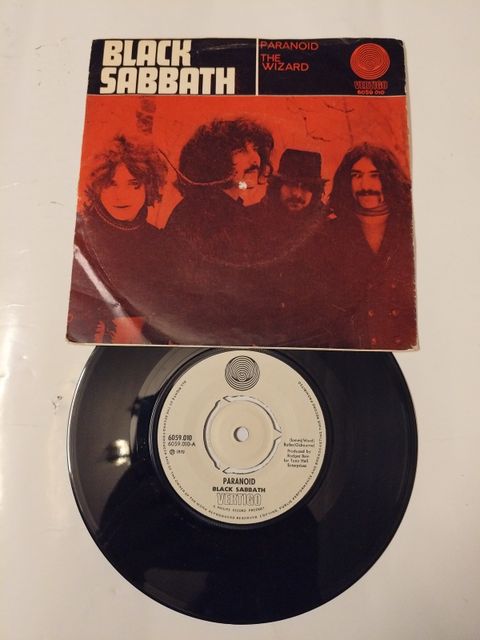 BLACK
SABBATH
PARANOID
THE
WIZARD
VERTIGO
6059 010
6059.010
6059.010-A
℗ 1970
(Iommi/Ward/
Butler/Osbourne)
Produced by
Rodger Bain
for Tony Hall
Enterprises
PARANOID
BLACK SABBATH
VERTIGO
A PHILIPS RECORD PRODUCT